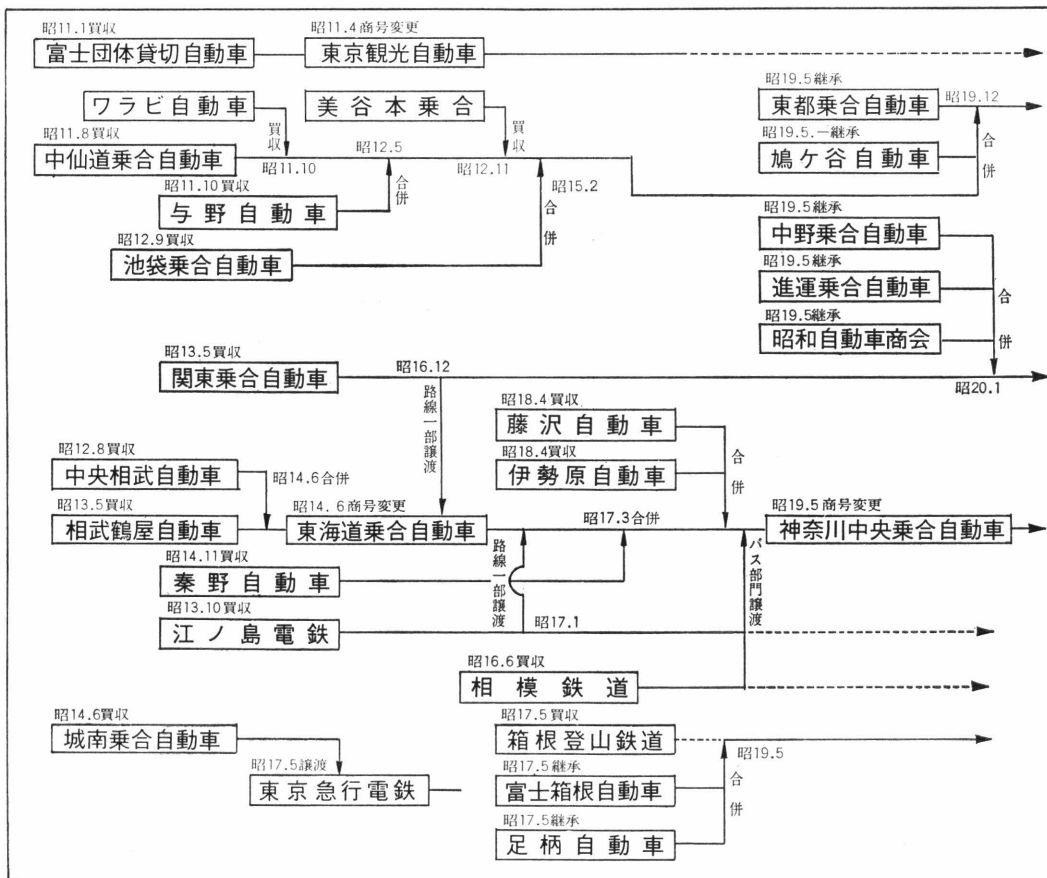 昭11.1買収
富士団体貸切自動車
昭11.4商号変更
東京観光自動車
ワラビ自動車
買収
美谷本乗合
買収
昭11.8買収
中仙道乗合自動車
昭11.10
昭12.5
昭12.11
昭11.10買収
与野自動車
合併
昭15.2
合併
昭12.9買収
池袋乗合自動車
昭19.5継承
東都乗合自動車
昭19.12
昭19.5.一継承
鳩ケ谷自動車
合併
昭19.5継承
中野乗合自動車
昭19.5継承
進運乗合自動車
昭19.5継承
昭和自動車商会
合併
昭13.5買収
関東乗合自動車
昭16.12
昭20.1
路線一部譲渡
昭18.4買収
藤沢自動車
昭18.4買収
伊勢原自動車
合併
昭12.8買収
中央相武自動車
昭14.6合併
昭13.5買収
相武鶴屋自動車
昭14.6商号変更
東海道乗合自動車
昭17.3合併
昭19.5商号変更
神奈川中央乗合自動車
昭14.11買収
秦野自動車
路線一部譲渡
バス部門譲渡
昭13.10買収
江ノ島電鉄
昭17.1
昭16.6買収
相模鉄道
昭14.6買収
城南乗合自動車
昭17.5譲渡
東京急行電鉄
昭17.5買収
箱根登山鉄道
昭19.5
昭17.5継承
富士箱根自動車
合併
昭17.5継承
足柄自動車